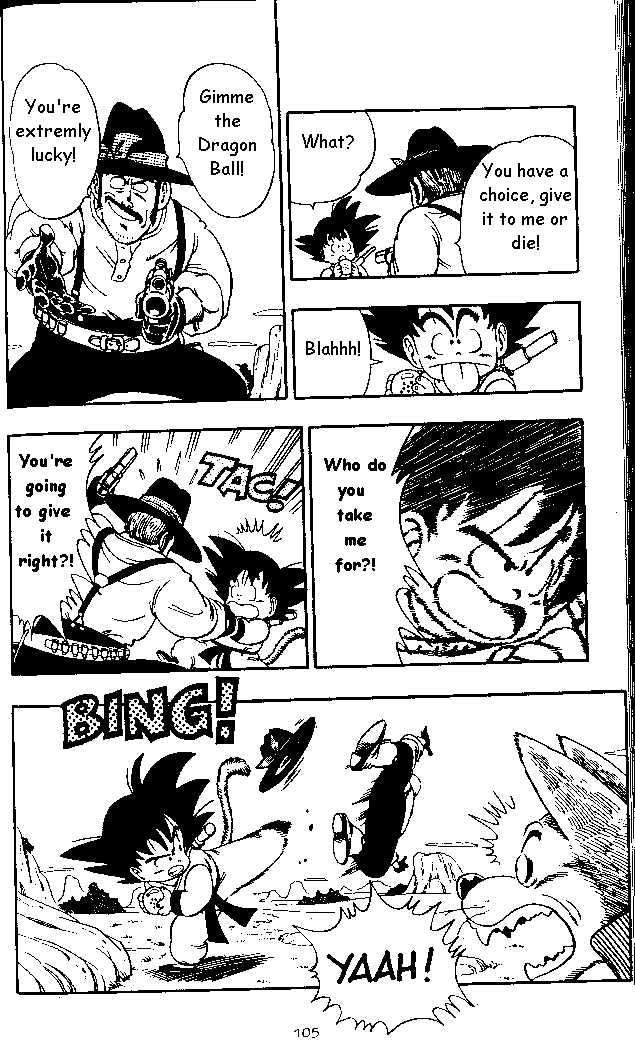 You're
extremly
lucky!
Gimme
the
Dragon
Ball!
What?
You have a
choice, give
it to me or
die!
Blahhh!
You're
going
to give
it
right?!
TAC!
Who do
you
take
me
for?!
BING!
YAAH!
105